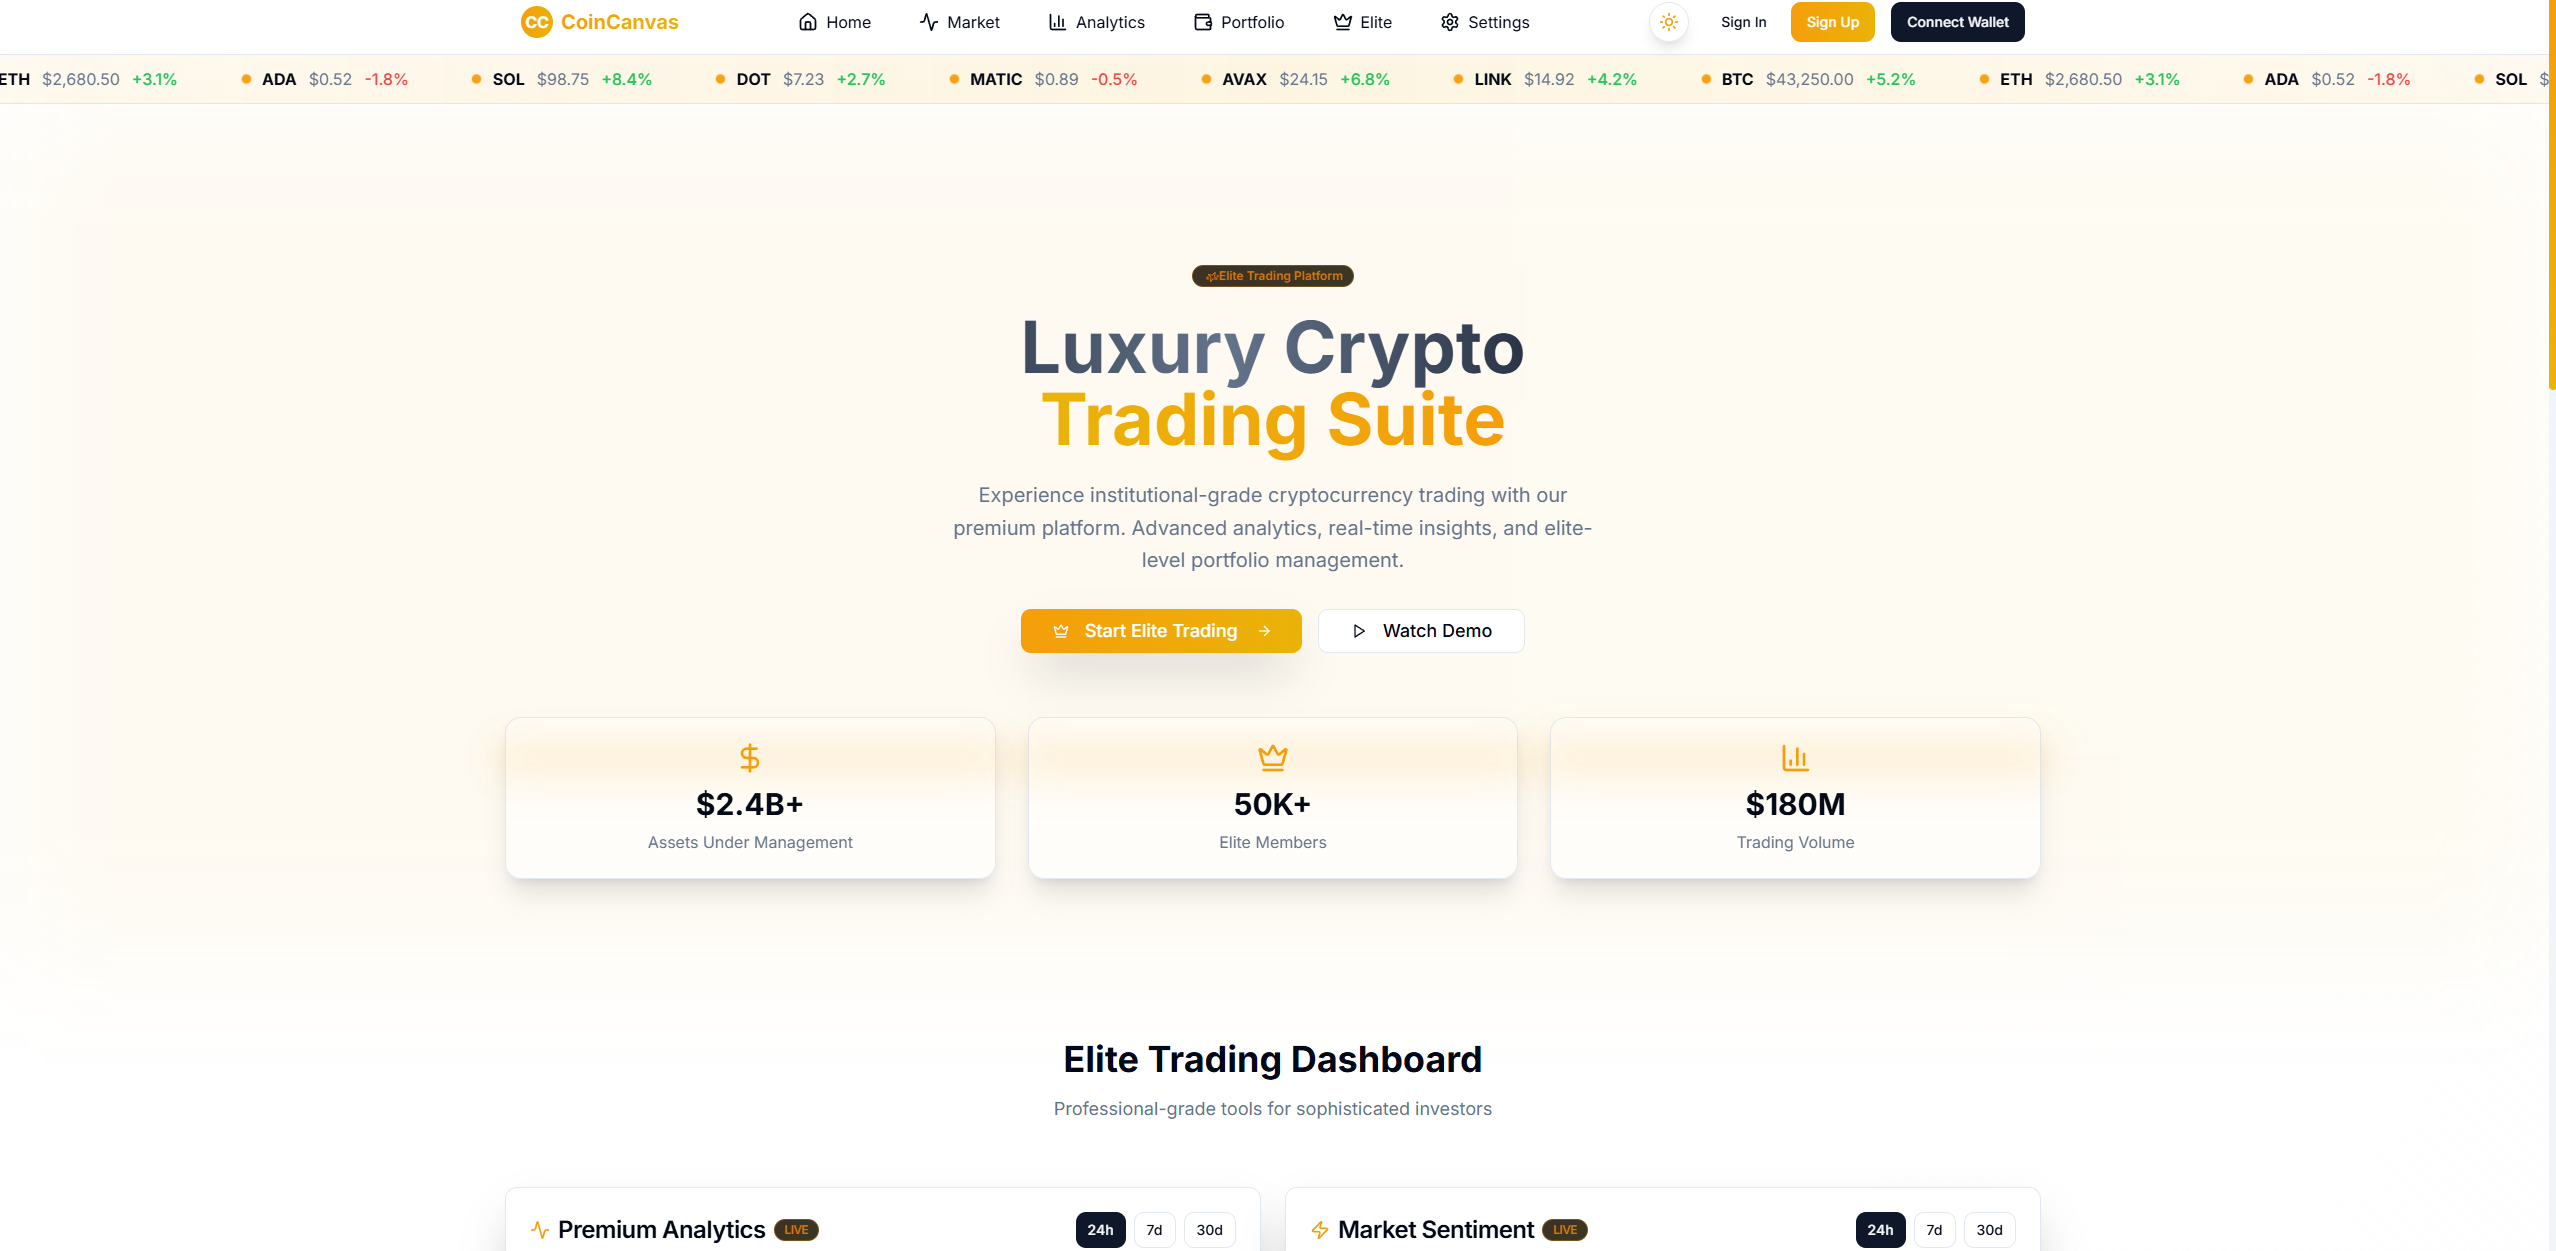 CC CoinCanvas Home Market Analytics Portfolio Elite Settings Sign In Sign Up Connect Wallet
ETH $2,680.50 +3.1% ADA $0.52 -1.8% SOL $98.75 +8.4% DOT $7.23 +2.7% MATIC $0.89 -0.5% AVAX $24.15 +6.8% LINK $14.92 +4.2% BTC $43,250.00 +5.2% ETH $2,680.50 +3.1% ADA $0.52 -1.8% SOL $
Elite Trading Platform
Luxury Crypto
Trading Suite
Experience institutional-grade cryptocurrency trading with our
premium platform. Advanced analytics, real-time insights, and elite-
level portfolio management.
Start Elite Trading Watch Demo
$2.4B+ 50K+ $180M
Assets Under Management Elite Members Trading Volume
Elite Trading Dashboard
Professional-grade tools for sophisticated investors
Premium Analytics LIVE 24h 7d 30d Market Sentiment LIVE 24h 7d 30d